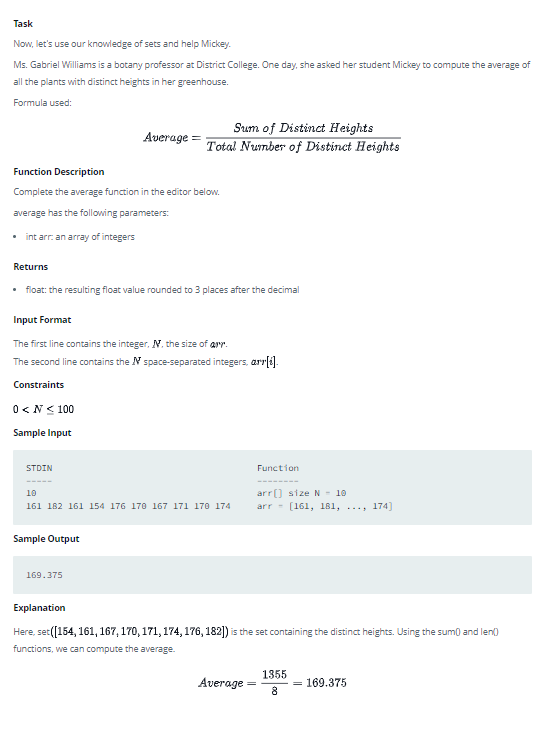 Task
Now, let's use our knowledge of sets and help Mickey.
Ms. Gabriel Williams is a botany professor at District College. One day, she asked her student Mickey to compute the average of
all the plants with distinct heights in her greenhouse.
Formula used:
Average = Sum of Distinct Heights / Total Number of Distinct Heights
Function Description
Complete the average function in the editor below.
average has the following parameters:
• int arr: an array of integers
Returns
• float: the resulting float value rounded to 3 places after the decimal
Input Format
The first line contains the integer, N, the size of arr.
The second line contains the N space-separated integers, arr[i].
Constraints
0 < N ≤ 100
Sample Input
STDIN Function
----- --------
10 arr[] size N = 10
161 182 161 154 176 170 167 171 170 174 arr = [161, 181, ..., 174]
Sample Output
169.375
Explanation
Here, set([154, 161, 167, 170, 171, 174, 176, 182]) is the set containing the distinct heights. Using the sum() and len()
functions, we can compute the average.
Average = 1355 / 8 = 169.375